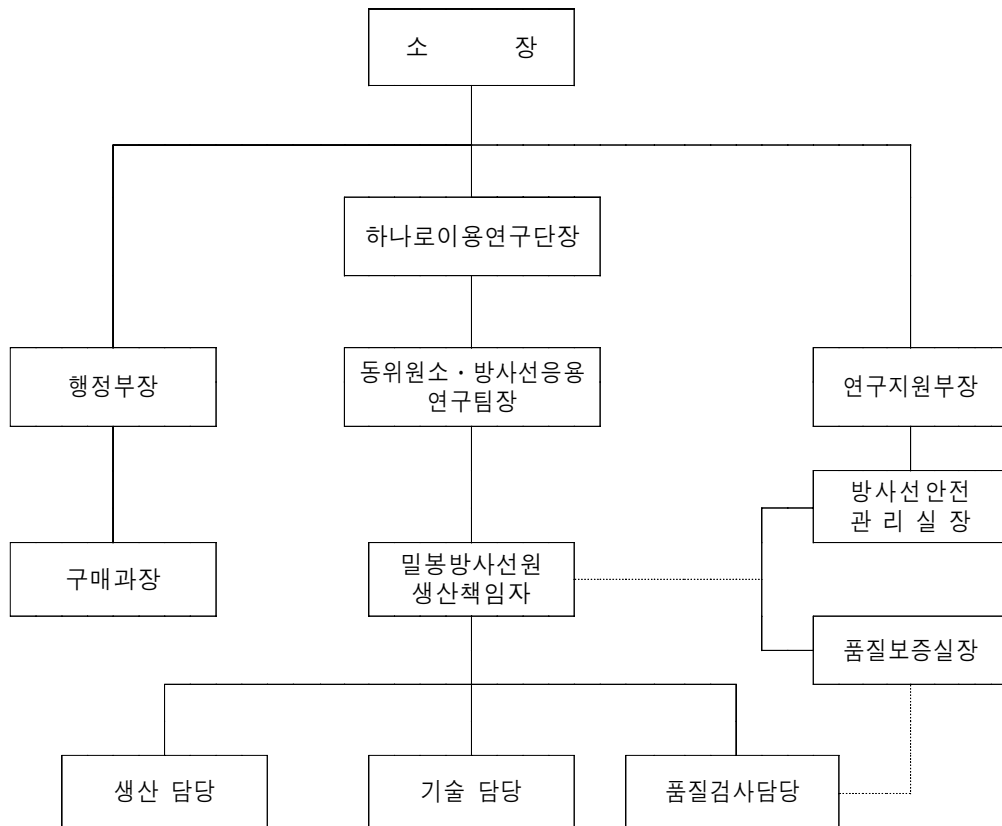 소 장
하나로이용연구단장
행정부장
동위원소・방사선응용
연구팀장
연구지원부장
방사선안전
관 리 실 장
구매과장
밀봉방사선원
생산책임자
품질보증실장
생산 담당
기술 담당
품질검사담당